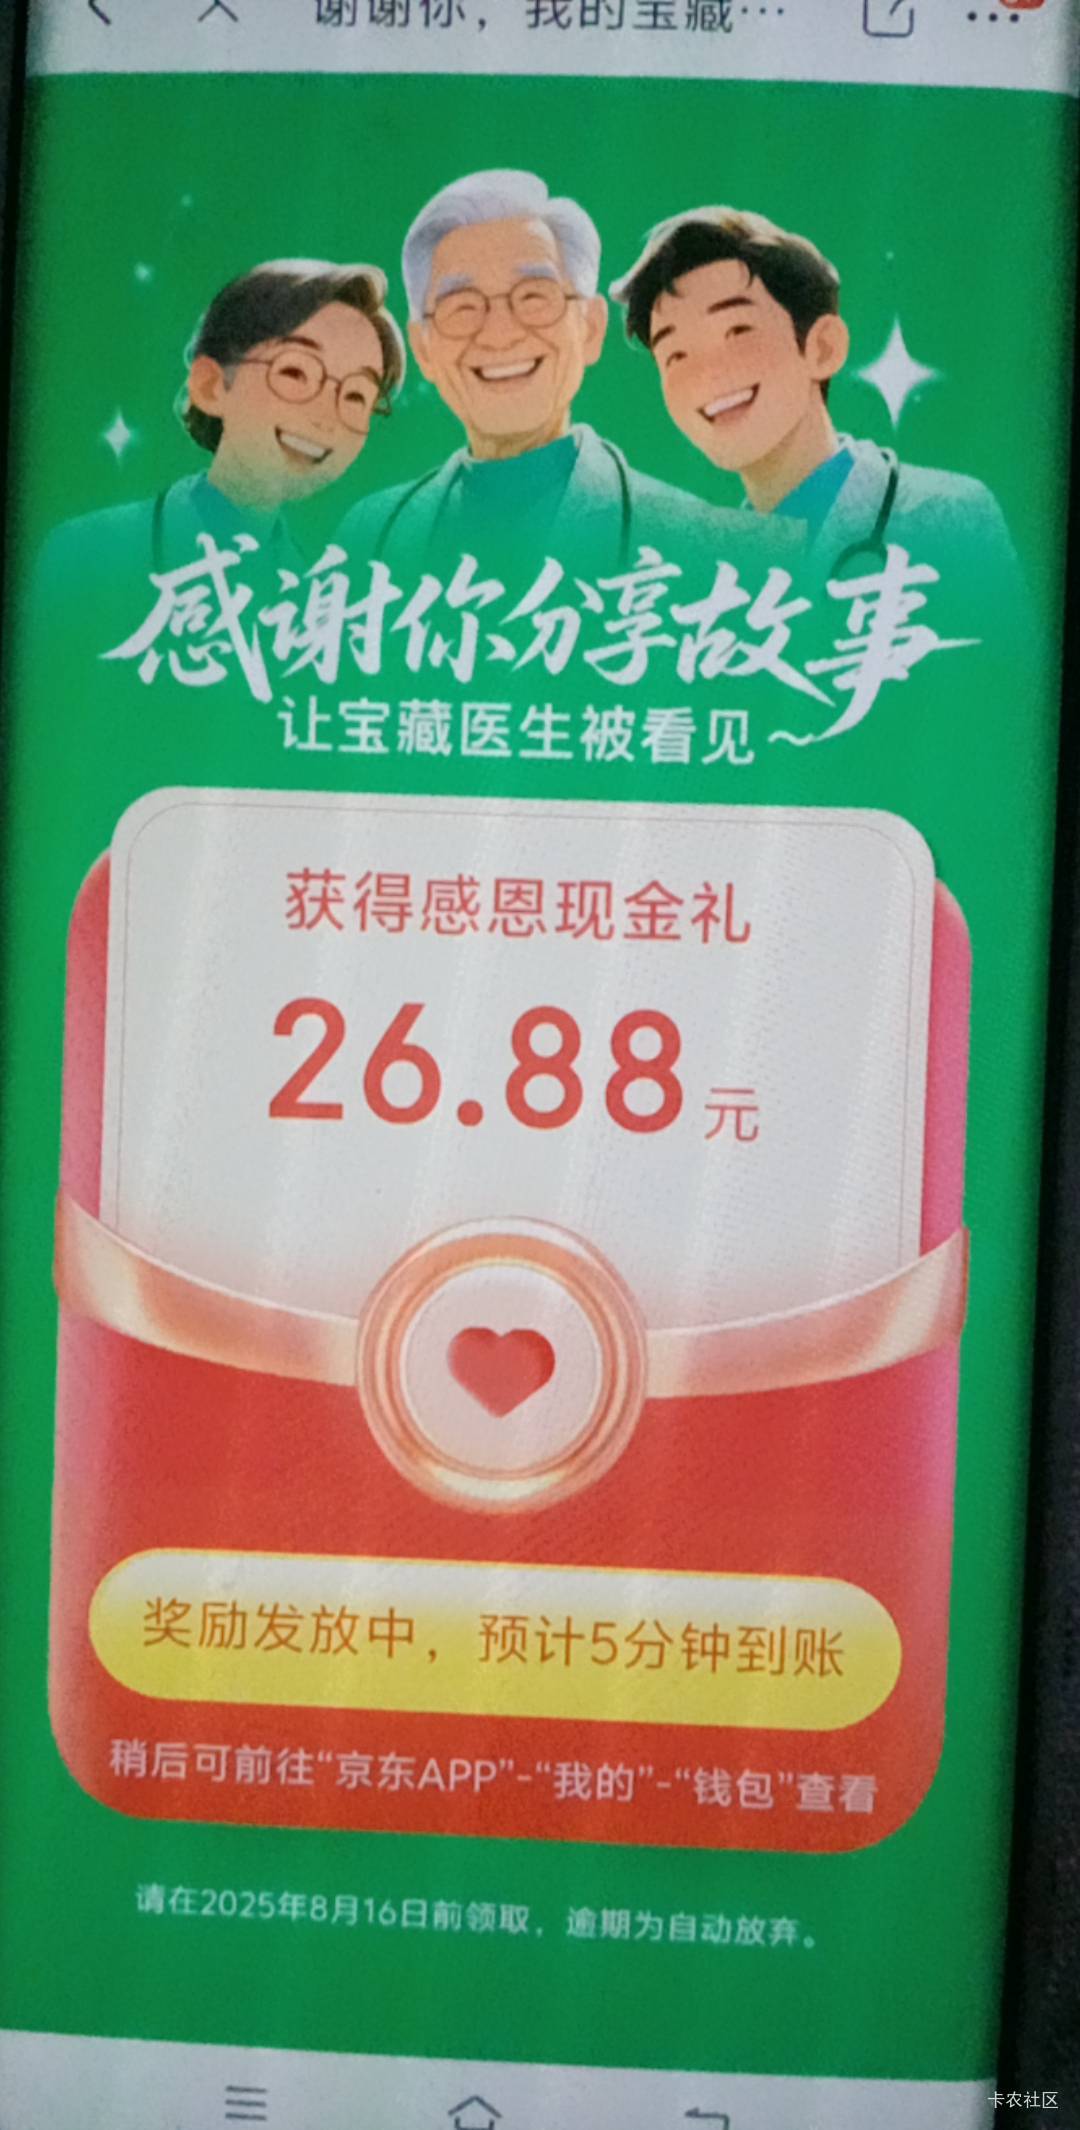 谢谢你，我的宝藏···
感谢你分享故事
让宝藏医生被看见~
获得感恩现金礼
26.88元
奖励发放中，预计5分钟到账
稍后可前往“京东APP”-“我的”-“钱包”查看
请在2025年8月16日前领取，逾期为自动放弃。
卡农社区